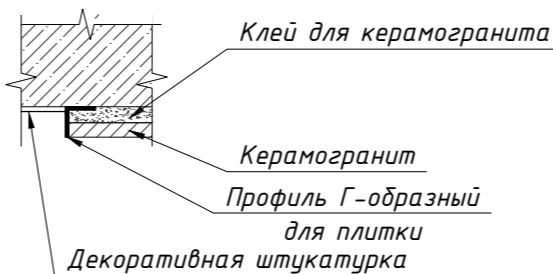 Клей для керамогранита
Керамогранит
Профиль Г-образный
для плитки
Декоративная штукатурка